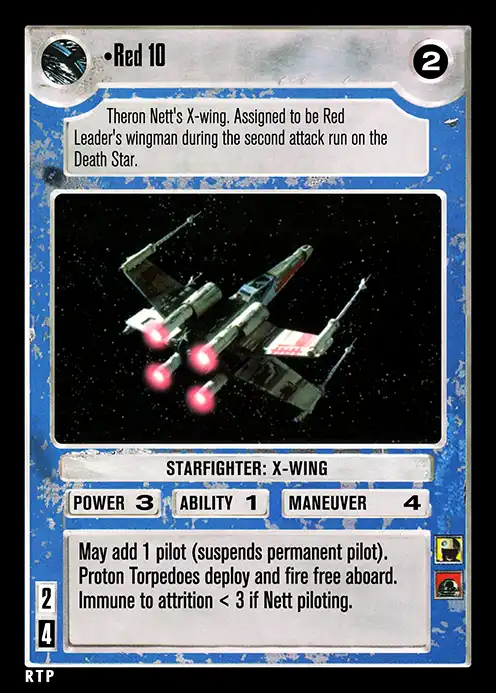 •Red 10
2
Theron Nett's X-wing. Assigned to be Red
Leader's wingman during the second attack run on the
Death Star.
STARFIGHTER: X-WING
POWER 3 ABILITY 1 MANEUVER 4
May add 1 pilot (suspends permanent pilot).
Proton Torpedoes deploy and fire free aboard.
Immune to attrition < 3 if Nett piloting.
2
4
RTP